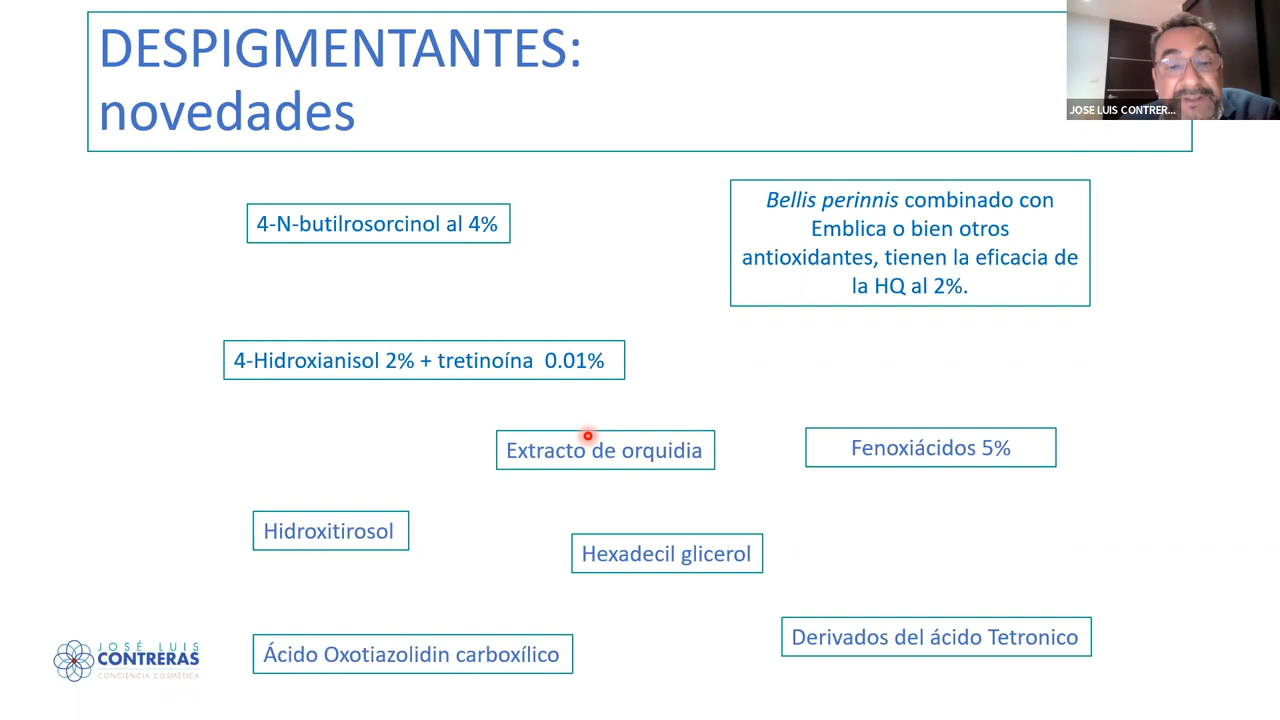 DESPIGMENTANTES:
novedades
JOSE LUIS CONTRER...
4-N-butilrosorcinol al 4%
Bellis perinnis combinado con
Emblica o bien otros
antioxidantes, tienen la eficacia de
la HQ al 2%.
4-Hidroxianisol 2% + tretinoína 0.01%
Extracto de orquidia
Fenoxiácidos 5%
Hidroxitirosol
Hexadecil glicerol
Derivados del ácido Tetronico
Ácido Oxotiazolidin carboxílico
JOSÉ LUIS
CONTRERAS
CONCIENCIA COSMÉTICA